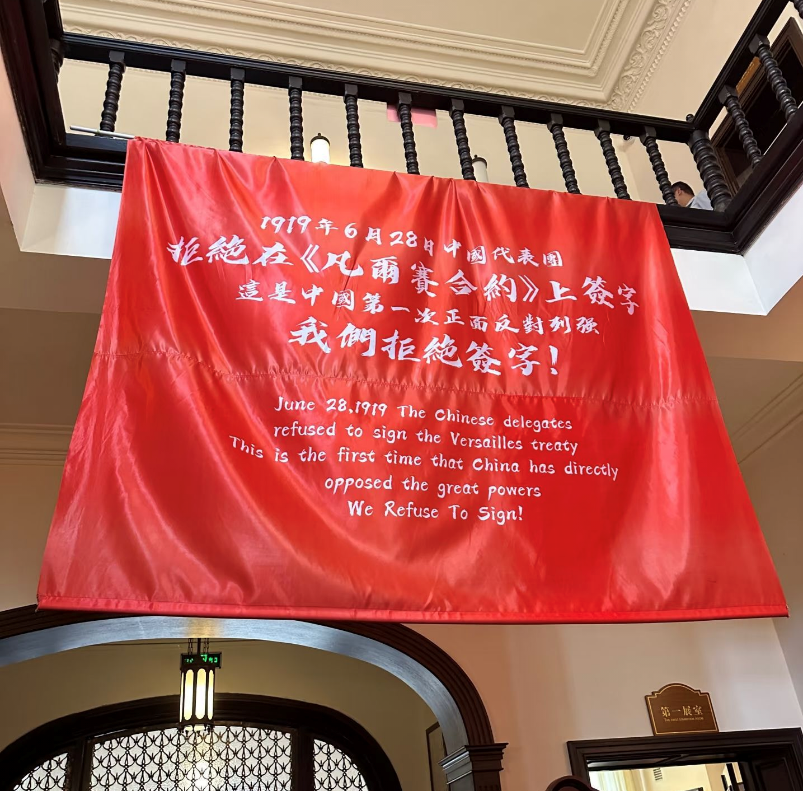 1919年6月28日中國代表團
拒絶在《凡爾賽合約》上簽字
這是中國第一次正面反對列强
我們拒絶簽字!
June 28,1919 The Chinese delegates
refused to sign the Versailles treaty
This is the first time that China has directly
opposed the great powers
We Refuse To Sign!
第一展室